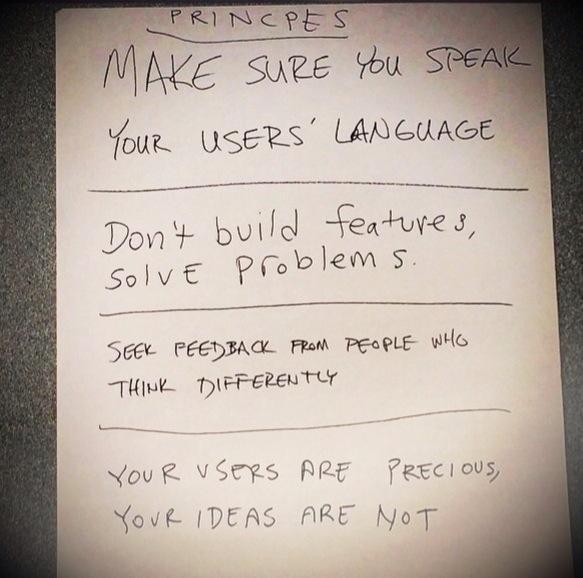 PRINCPES
MAKE SURE YOU SPEAK
YOUR USERS' LANGUAGE
Don't build features,
SOLVE Problems.
SEEK FEEDBACK FROM PEOPLE WHO
THINK DIFFERENTLY
YOUR USERS ARE PRECIOUS,
YOUR IDEAS ARE NOT